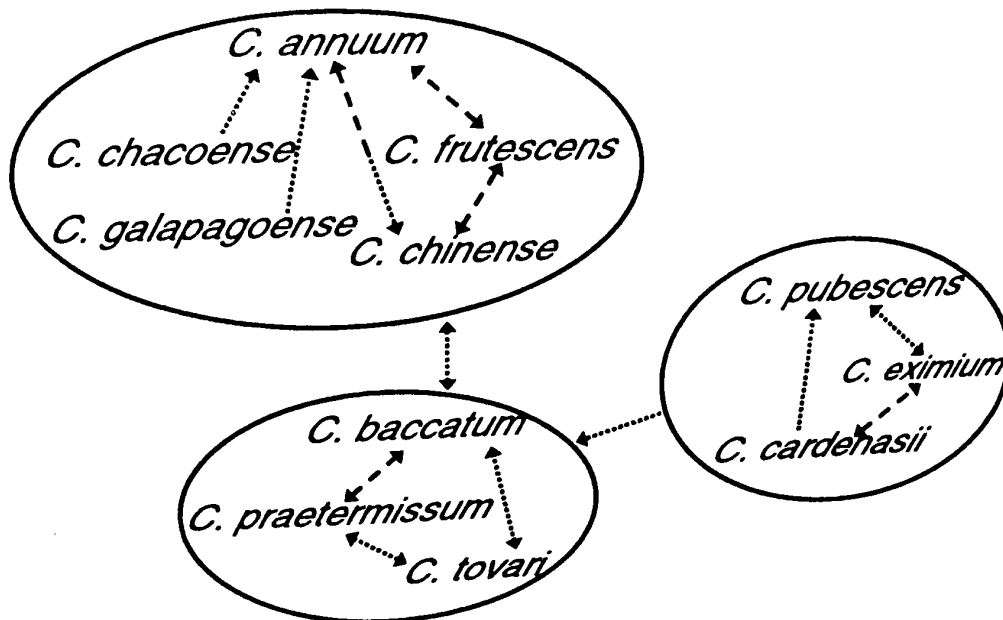 C. annuum
C. chacoense
C. frutescens
C. galapagoense
C. chinense
C. pubescens
C. eximium
C. cardenasii
C. baccatum
C. praetermissum
C. tovari